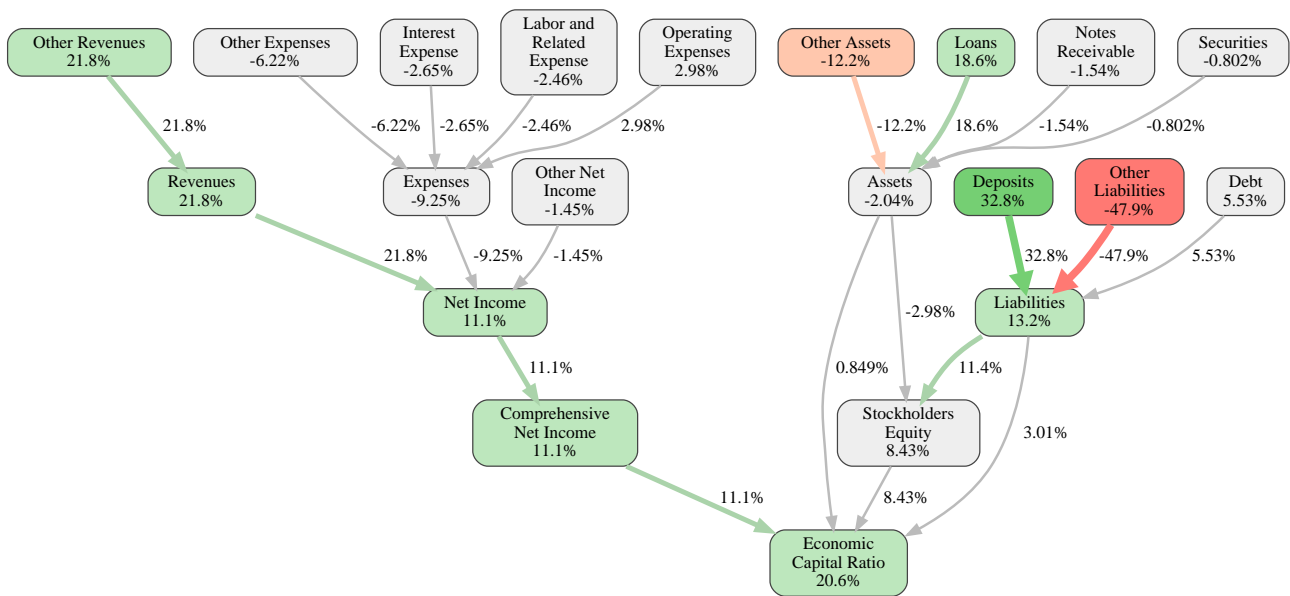 Other Revenues
21.8%
Other Expenses
-6.22%
Interest
Expense
-2.65%
Labor and
Related
Expense
-2.46%
Operating
Expenses
2.98%
Other Assets
-12.2%
Loans
18.6%
Notes
Receivable
-1.54%
Securities
-0.802%
21.8%
-6.22%
-2.65%
-2.46%
2.98%
-12.2%
18.6%
-1.54%
-0.802%
Revenues
21.8%
Expenses
-9.25%
Other Net
Income
-1.45%
Assets
-2.04%
Deposits
32.8%
Other
Liabilities
-47.9%
Debt
5.53%
21.8%
-9.25%
-1.45%
32.8%
-47.9%
5.53%
Net Income
11.1%
-2.98%
Liabilities
13.2%
11.1%
0.849%
11.4%
Comprehensive
Net Income
11.1%
Stockholders
Equity
8.43%
3.01%
11.1%
8.43%
Economic
Capital Ratio
20.6%